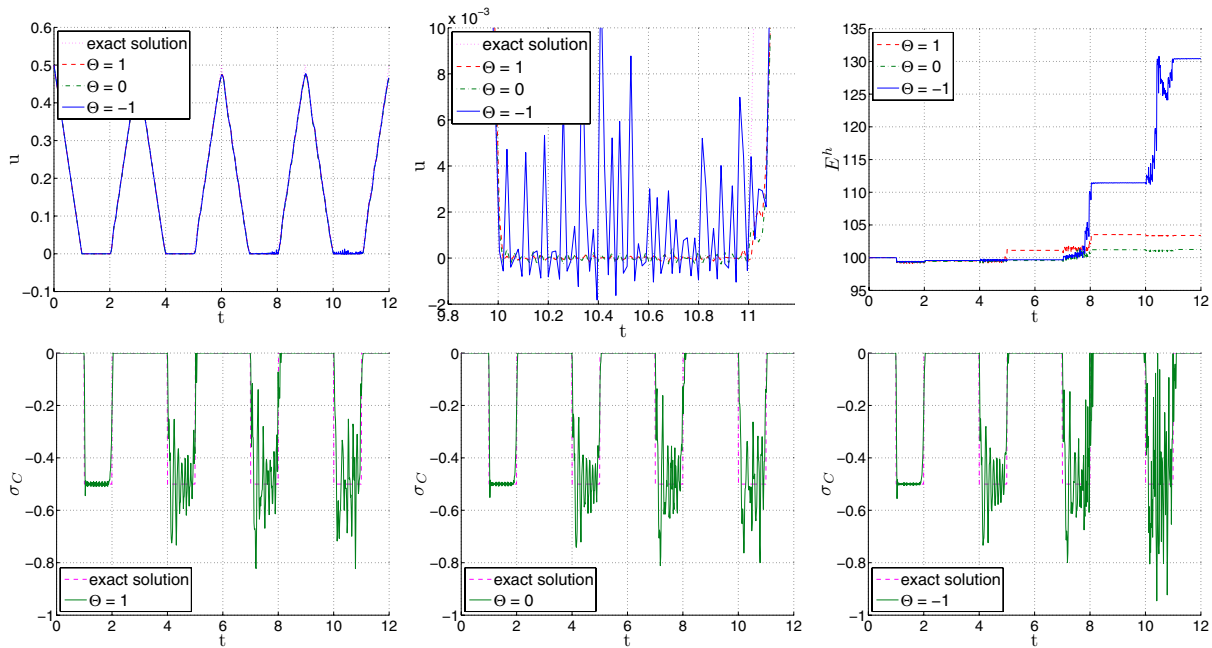 0.6
0.5
0.4
0.3
0.2
0.1
0
−0.1
u
exact solution
Θ = 1
Θ = 0
Θ = −1
0 2 4 6 8 10 12
t
x 10⁻³
10
8
6
4
2
0
−2
u
exact solution
Θ = 1
Θ = 0
Θ = −1
9.8 10 10.2 10.4 10.6 10.8 11
t
135
130
125
120
115
110
105
100
95
Eʰ
Θ = 1
Θ = 0
Θ = −1
0 2 4 6 8 10 12
t
0
−0.2
−0.4
−0.6
−0.8
−1
σ_C
exact solution
Θ = 1
0 2 4 6 8 10 12
t
0
−0.2
−0.4
−0.6
−0.8
−1
σ_C
exact solution
Θ = 0
0 2 4 6 8 10 12
t
0
−0.2
−0.4
−0.6
−0.8
−1
σ_C
exact solution
Θ = −1
0 2 4 6 8 10 12
t